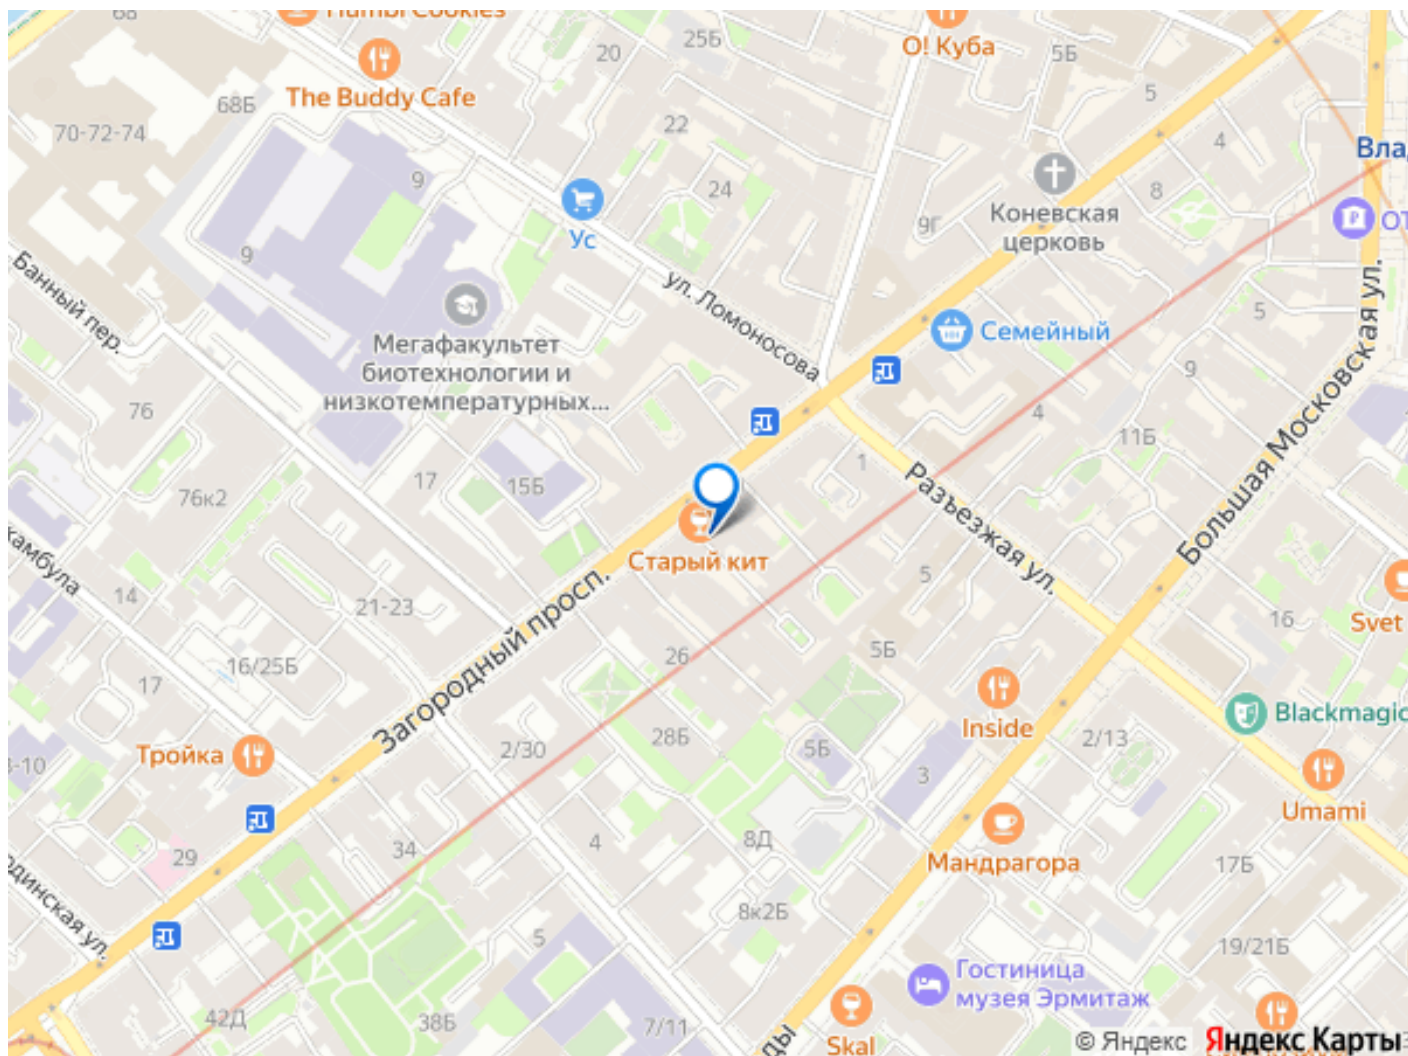 68
Humbl Cookies
The Buddy Cafe
68Б
70-72-74
20
25Б
О! Куба
5Б
5
4
22
24
9
9
Ус
Коневская
церковь
8
9Г
5
Банный пер.
ул. Ломоносова
Мегафакультет
биотехнологии и
низкотемпературных...
Семейный
9
4
11Б
Большая Московская ул.
76
76к2
17
15Б
1
Разъезжая ул.
Старый кит
14
21-23
16/25Б
17
Загородный просп.
26
5
5Б
16
Svet
Inside
Blackmagic
Тройка
2/30
28Б
5Б
3
2/13
Umami
29
34
4
8Д
Мандрагора
17Б
8к2Б
5
19/21Б
Гостиница
музея Эрмитаж
42Д
38Б
7/11
Skal
© Яндекс
Яндекс Карты